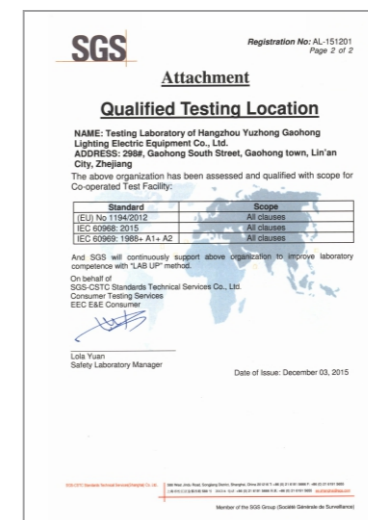 SGS
Registration No: AL-151201
Page 2 of 2
Attachment
Qualified Testing Location
NAME: Testing Laboratory of Hangzhou Yuzhong Gaohong
Lighting Electric Equipment Co., Ltd.
ADDRESS: 298#, Gaohong South Street, Gaohong town, Lin'an
City, Zhejiang
The above organization has been assessed and qualified with scope for
Co-operated Test Facility:
Standard Scope
(EU) No 1194/2012 All clauses
IEC 60968: 2015 All clauses
IEC 60969: 1988+ A1+ A2 All clauses
And SGS will continuously support above organization to improve laboratory
competence with "LAB UP" method.
On behalf of
SGS-CSTC Standards Technical Services Co., Ltd.
Consumer Testing Services
EEC E&E Consumer
Lola Yuan
Safety Laboratory Manager
Date of Issue: December 03, 2015
Member of the SGS Group (Société Générale de Surveillance)